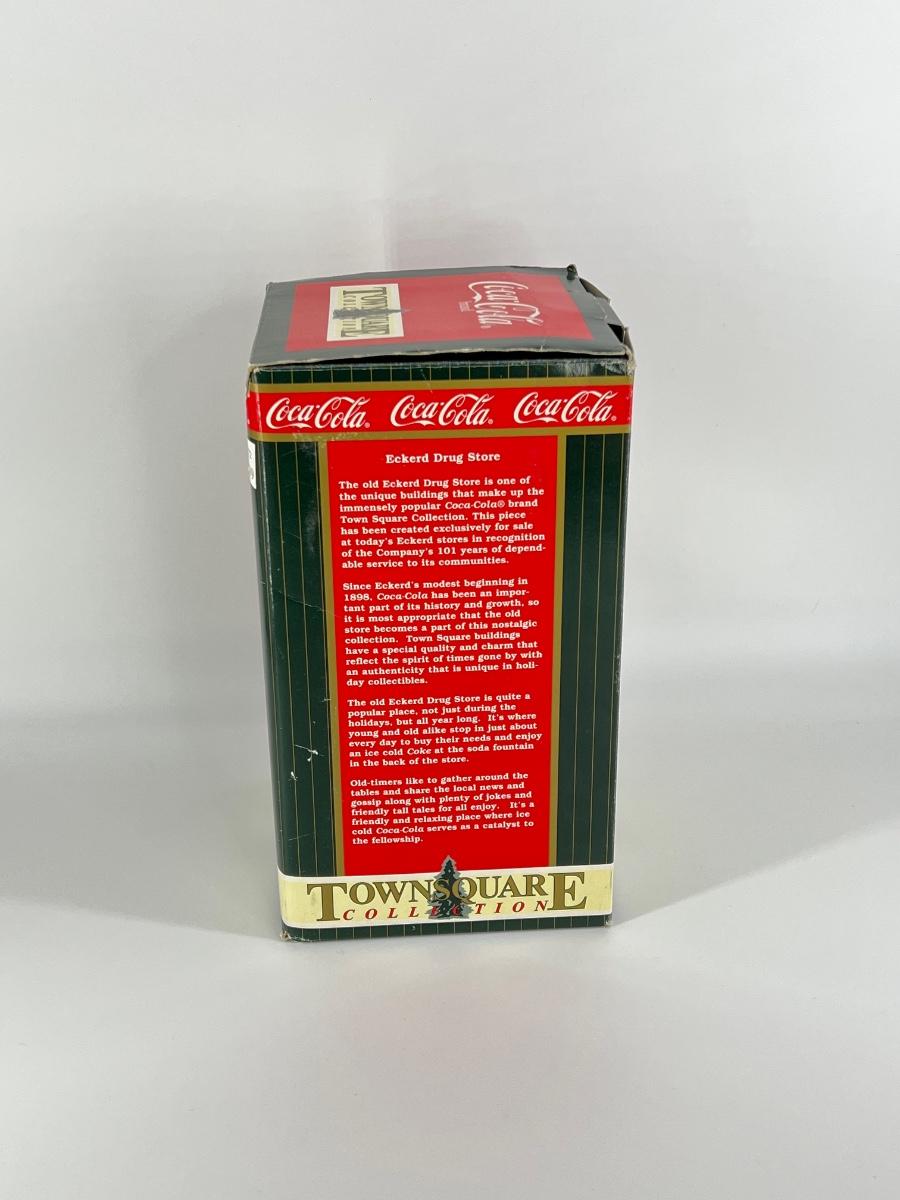 Coca-Cola
TOWN SQUARE
COLLECTION
Coca-Cola® Coca-Cola® Coca-Cola®
Eckerd Drug Store
The old Eckerd Drug Store is one of
the unique buildings that make up the
immensely popular Coca-Cola® brand
Town Square Collection. This piece
has been created exclusively for sale
at today's Eckerd stores in recognition
of the Company's 101 years of depend-
able service to its communities.
Since Eckerd's modest beginning in
1898, Coca-Cola has been an impor-
tant part of its history and growth, so
it is most appropriate that the old
store becomes a part of this nostalgic
collection. Town Square buildings
have a special quality and charm that
reflect the spirit of times gone by with
an authenticity that is unique in holi-
day collectibles.
The old Eckerd Drug Store is quite a
popular place, not just during the
holidays, but all year long. It's where
young and old alike stop in just about
every day to buy their needs and enjoy
an ice cold Coke at the soda fountain
in the back of the store.
Old-timers like to gather around the
tables and share the local news and
gossip along with plenty of jokes and
friendly tall tales for all enjoy. It's a
friendly and relaxing place where ice
cold Coca-Cola serves as a catalyst to
the fellowship.
TOWN SQUARE
COLLECTION